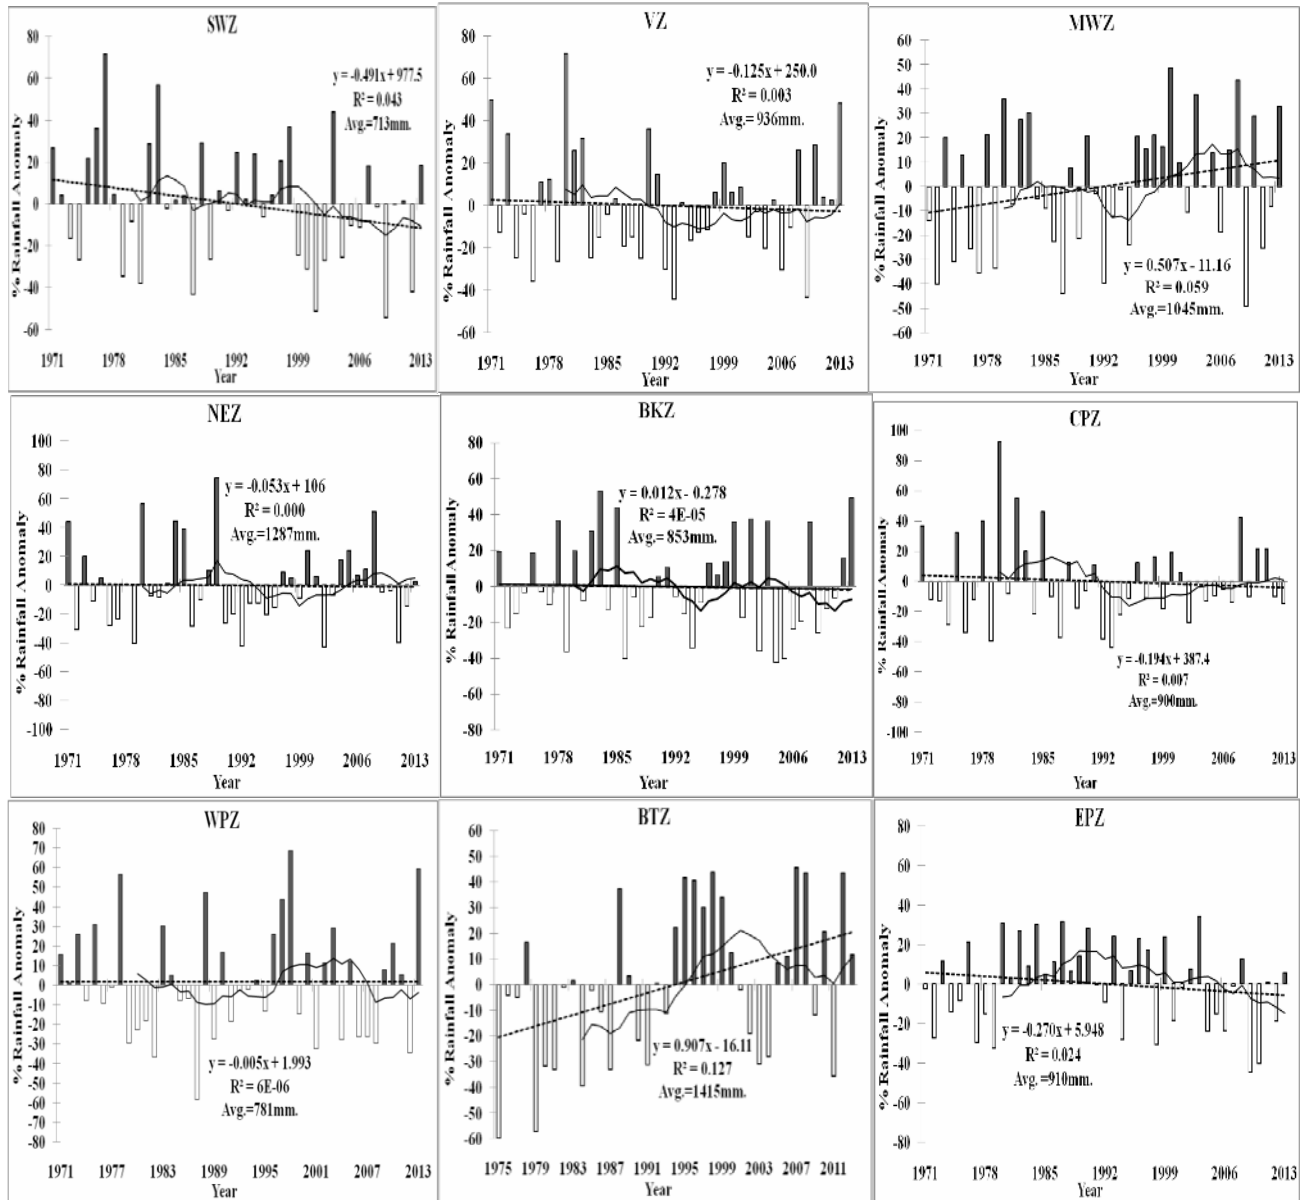 SWZ
% Rainfall Anomaly
80
60
40
20
0
-20
-40
-60
y = -0.491x + 977.5
R² = 0.043
Avg.=713mm.
1971 1978 1985 1992 1999 2006 2013
Year
VZ
% Rainfall Anomaly
80
60
40
20
0
-20
-40
-60
y = -0.125x + 250.0
R² = 0.003
Avg.= 936mm.
1971 1978 1985 1992 1999 2006 2013
Year
MWZ
% Rainfall Anomaly
60
50
40
30
20
10
0
-10
-20
-30
-40
-50
-60
y = 0.507x - 11.16
R² = 0.059
Avg.=1045mm.
1971 1978 1985 1992 1999 2006 2013
Year
NEZ
% Rainfall Anomaly
100
80
60
40
20
0
-20
-40
-60
-80
-100
y = -0.053x + 106
R² = 0.000
Avg.=1287mm.
1971 1978 1985 1992 1999 2006 2013
Year
BKZ
% Rainfall Anomaly
80
60
40
20
0
-20
-40
-60
-80
y = 0.012x - 0.278
R² = 4E-05
Avg.= 853mm.
1971 1978 1985 1992 1999 2006 2013
Year
CPZ
% Rainfall Anomaly
100
80
60
40
20
0
-20
-40
-60
-80
-100
y = -0.194x + 387.4
R² = 0.007
Avg.=900mm.
1971 1978 1985 1992 1999 2006 2013
Year
WPZ
% Rainfall Anomaly
80
70
60
50
40
30
20
10
0
-10
-20
-30
-40
-50
-60
-70
-80
y = -0.005x + 1.993
R² = 6E-06
Avg.=781mm.
1971 1977 1983 1989 1995 2001 2007 2013
Year
BTZ
% Rainfall Anomaly
60
50
40
30
20
10
0
-10
-20
-30
-40
-50
-60
y = 0.907x - 16.11
R² = 0.127
Avg.=1415mm.
1975 1979 1983 1987 1991 1995 1999 2003 2007 2011
Year
EPZ
% Rainfall Anomaly
80
60
40
20
0
-20
-40
-60
-80
y = -0.270x + 5.948
R² = 0.024
Avg. =910mm.
1971 1978 1985 1992 1999 2006 2013
Year